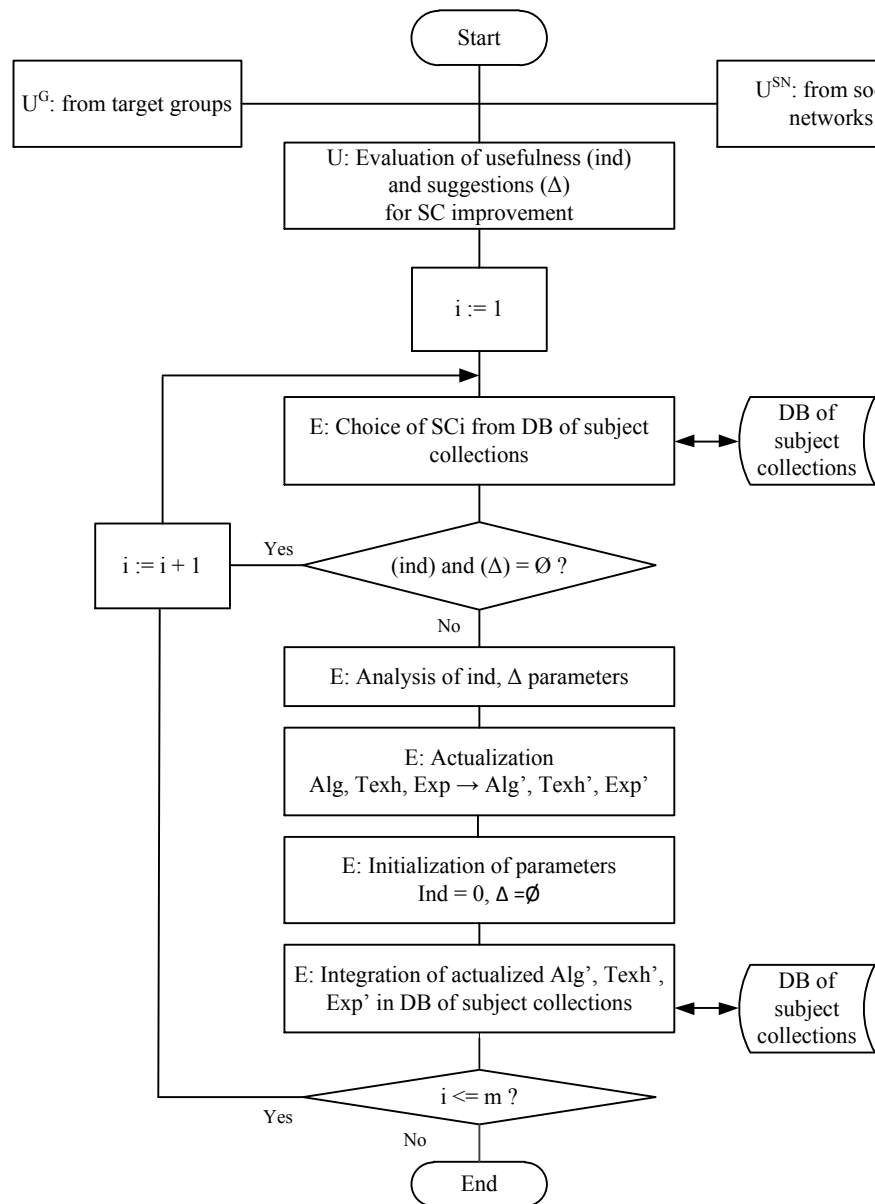 Start
U^G: from target groups
U^SN: from
networks
U: Evaluation of usefulness (ind)
and suggestions (Δ)
for SC improvement
i := 1
E: Choice of SCi from DB of subject
collections
DB of
subject
collections
i := i + 1
Yes
(ind) and (Δ) = Ø ?
No
E: Analysis of ind, Δ parameters
E: Actualization
Alg, Texh, Exp → Alg’, Texh’, Exp’
E: Initialization of parameters
Ind = 0, Δ =Ø
E: Integration of actualized Alg’, Texh’,
Exp’ in DB of subject collections
DB of
subject
collections
i <= m ?
Yes
No
End